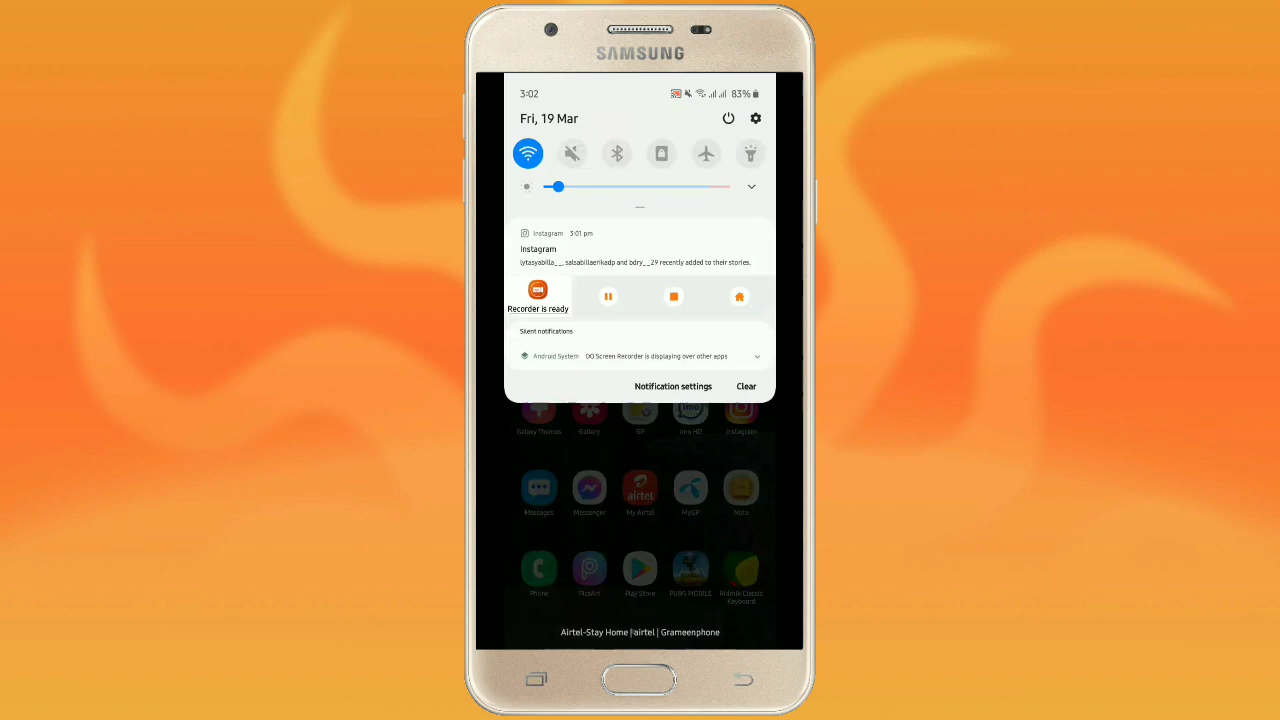 SAMSUNG
3:02
83%
Fri, 19 Mar
Instagram 3:01 pm
Instagram
lytasyabilla__, salsabillaerikadp and bdry__29 recently added to their stories.
Recorder is ready
Silent notifications
Android System DO Screen Recorder is displaying over other apps
Notification settings Clear
Galaxy Themes Gallery GP imo HD Instagram
Messages Messenger My Airtel MyGP Note
airtel
Phone PicsArt Play Store PUBG MOBILE Ridmik Classic
Keyboard
Airtel-Stay Home | airtel | Grameenphone